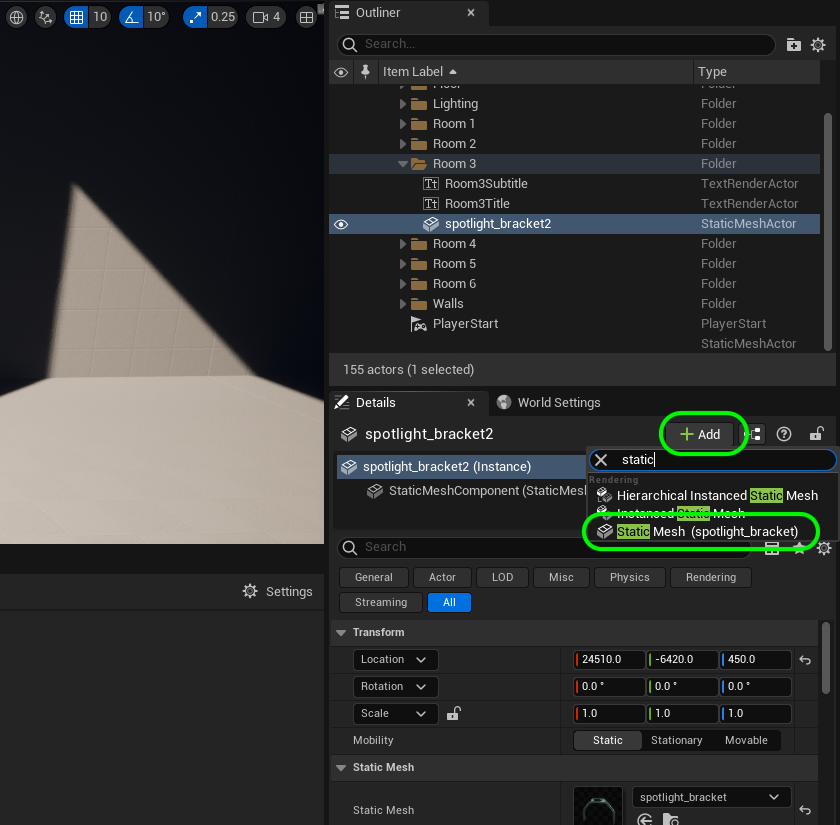 10
10°
0.25
4
Outliner
Search...
Item Label
Type
Floor
Folder
Lighting
Folder
Room 1
Folder
Room 2
Folder
Room 3
Folder
Room3Subtitle
TextRenderActor
Room3Title
TextRenderActor
spotlight_bracket2
StaticMeshActor
Room 4
Folder
Room 5
Folder
Room 6
Folder
Walls
Folder
PlayerStart
PlayerStart
StaticMeshActor
155 actors (1 selected)
Details
World Settings
spotlight_bracket2
Add
static
spotlight_bracket2 (Instance)
Rendering
StaticMeshComponent (StaticMesh
Hierarchical Instanced Static Mesh
Instanced Static Mesh
Static Mesh (spotlight_bracket)
Search
General
Actor
LOD
Misc
Physics
Rendering
Streaming
All
Settings
Transform
Location
24510.0
-6420.0
450.0
Rotation
0.0 °
0.0 °
0.0 °
Scale
1.0
1.0
1.0
Mobility
Static
Stationary
Movable
Static Mesh
Static Mesh
spotlight_bracket